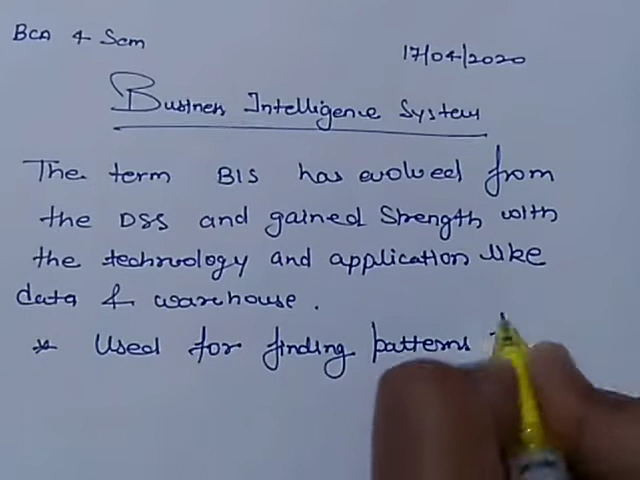 BCA 4 Sem
17/04/2020
Business Intelligence System
The term BIS has evolved from
the DSS and gained Strength with
the technology and application like
data & warehouse.
* Used for finding patterns